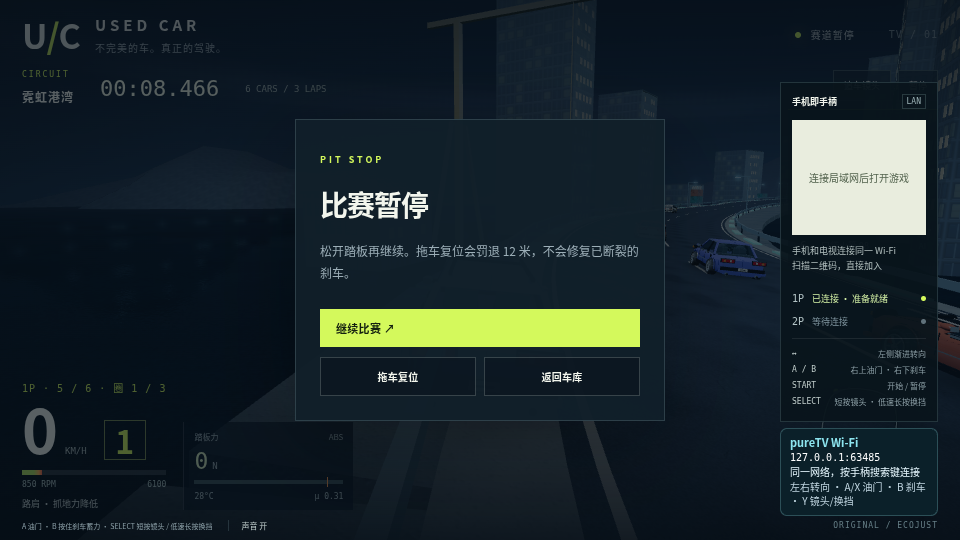 U/C USED CAR
不完美的车。真正的驾驶。
赛道暂停 TV / 01
CIRCUIT
霓虹港湾 00:08.466 6 CARS / 3 LAPS
手机即手柄 LAN
连接局域网后打开游戏
手机和电视连接同一 Wi-Fi
扫描二维码，直接加入
1P 已连接 · 准备就绪
2P 等待连接
↔ 左侧渐进转向
A / B 右上油门 · 右下刹车
START 开始 / 暂停
SELECT 短按镜头 · 低速长按换挡
PIT STOP
比赛暂停
松开踏板再继续。拖车复位会罚退 12 米，不会修复已断裂的
刹车。
继续比赛 ↗
拖车复位 返回车库
1P · 5 / 6 · 圈 1 / 3
0 KM/H 1
850 RPM 6100
路肩 · 抓地力降低
踏板力 ABS
0 N
28°C μ 0.31
A 油门 · B 按住刹车蓄力 · SELECT 短按镜头 / 低速长按换挡 声音 开
pureTV Wi-Fi
127.0.0.1:63485
同一网络，按手柄搜索键连接
左右转向 · A/X 油门 · B 刹车
· Y 镜头/换挡
ORIGINAL / ECOJUST